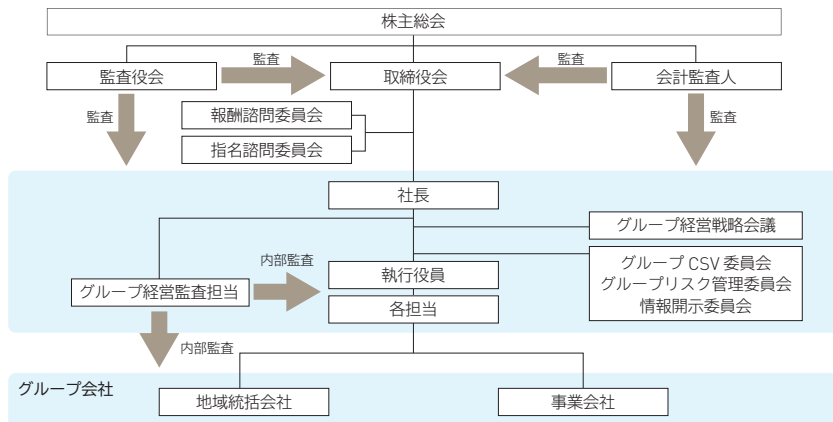 株主総会
監査役会
監査
取締役会
監査
会計監査人
監査
報酬諮問委員会
監査
指名諮問委員会
社長
グループ経営戦略会議
内部監査
執行役員
グループ CSV 委員会
グループリスク管理委員会
情報開示委員会
グループ経営監査担当
各担当
内部監査
グループ会社
地域統括会社
事業会社